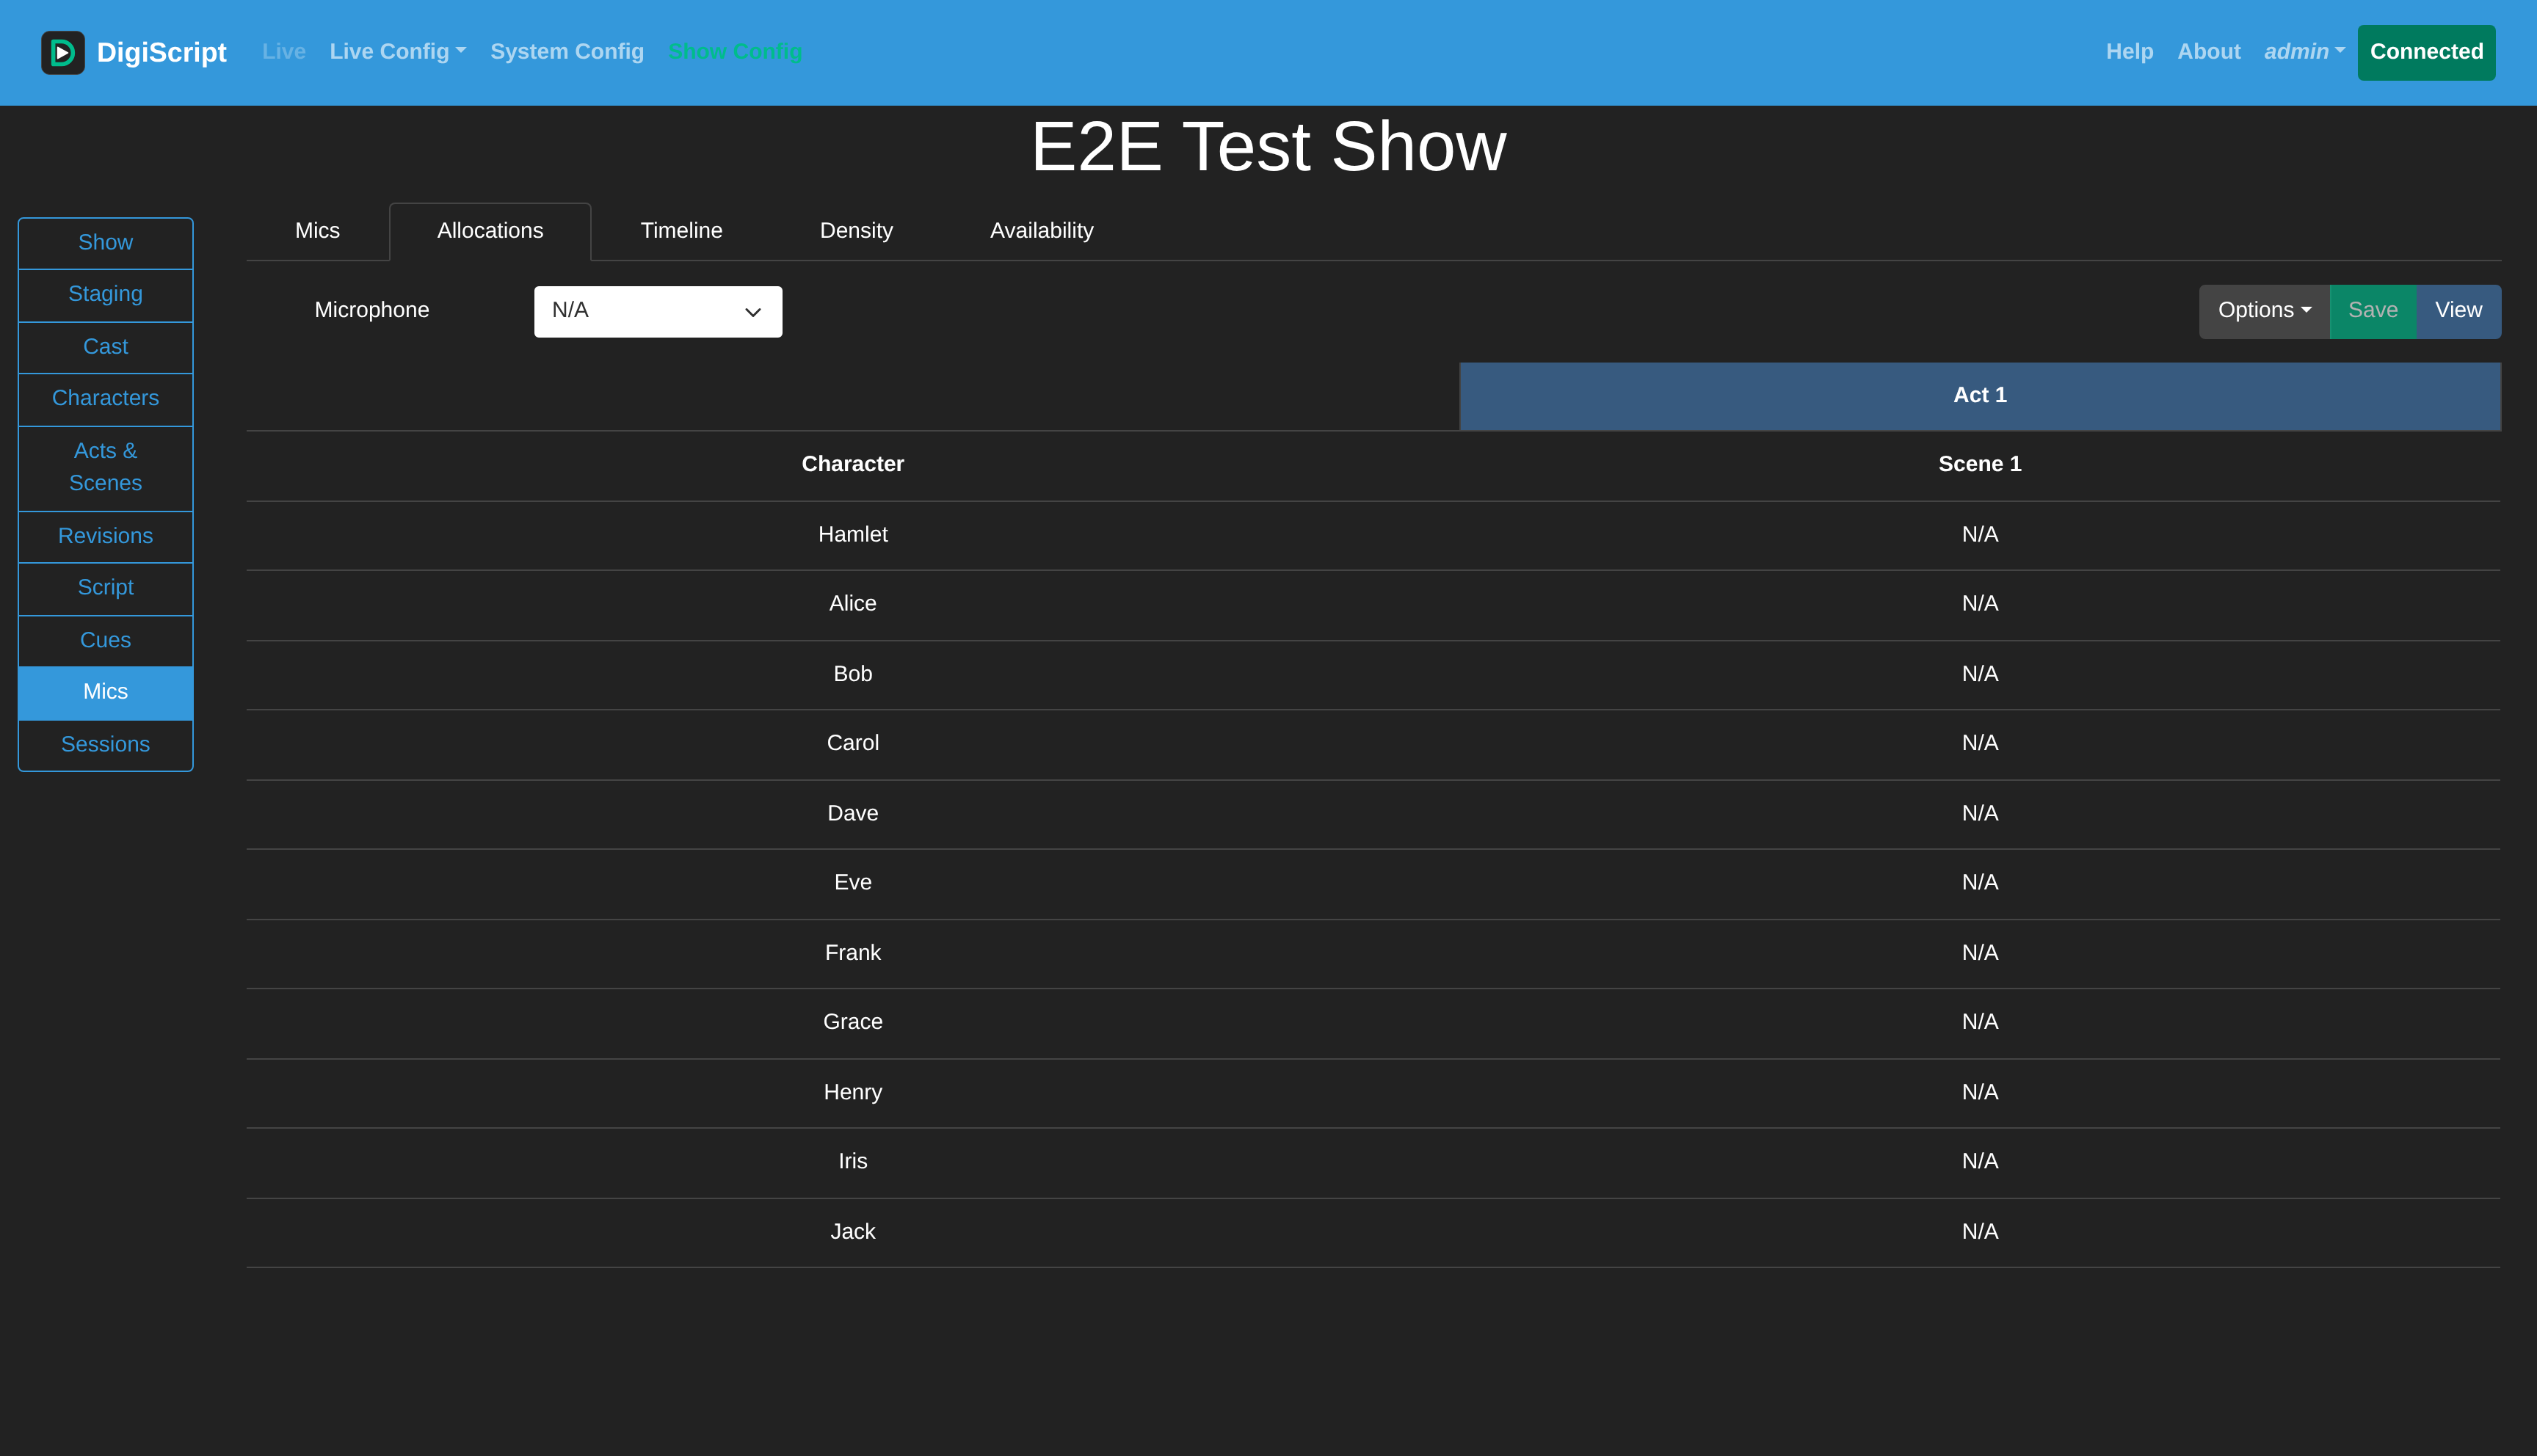 DigiScript Live Live Config System Config Show Config Help About admin Connected
E2E Test Show
Show
Staging
Cast
Characters
Acts &
Scenes
Revisions
Script
Cues
Mics
Sessions
Mics Allocations Timeline Density Availability
Microphone N/A Options Save View
Act 1
Character Scene 1
Hamlet N/A
Alice N/A
Bob N/A
Carol N/A
Dave N/A
Eve N/A
Frank N/A
Grace N/A
Henry N/A
Iris N/A
Jack N/A